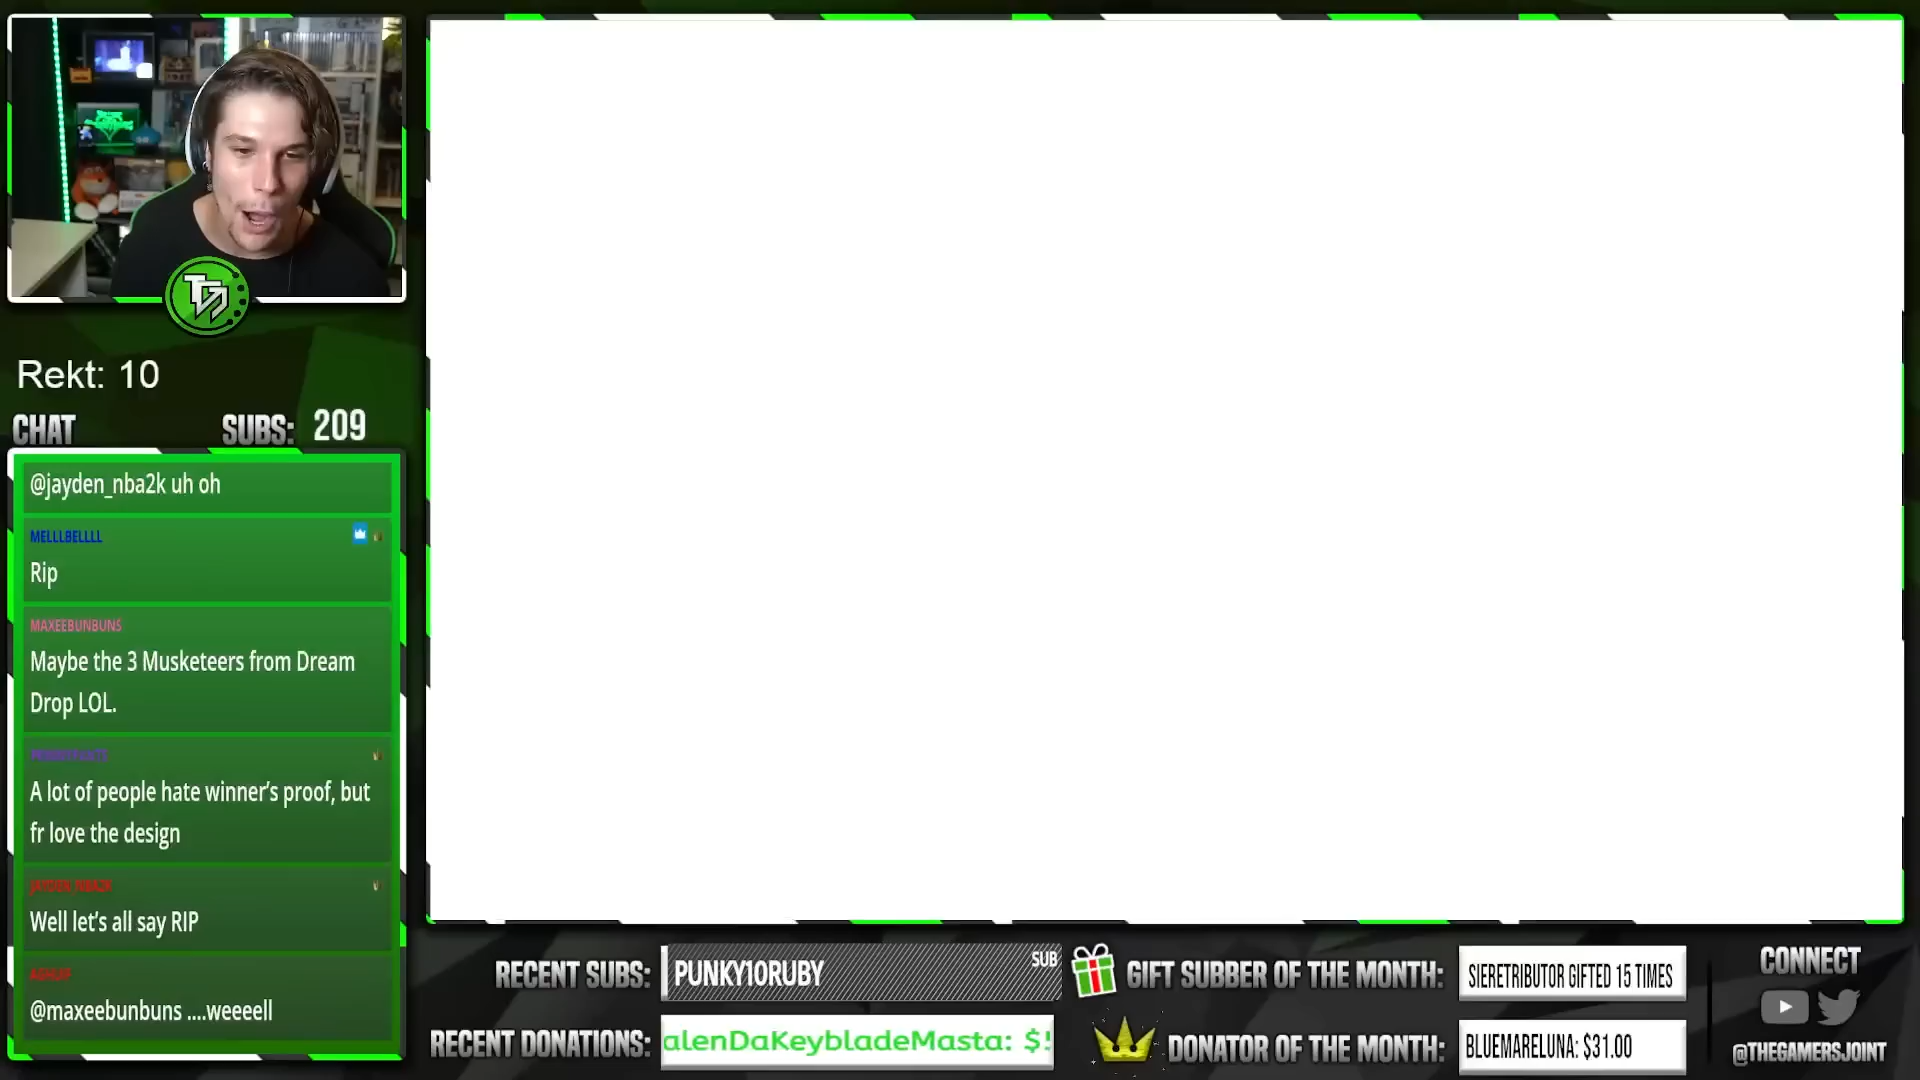 Rekt: 10
CHAT
SUBS: 209
@jayden_nba2k uh oh
MELLLBELLLL
Rip
MAXEEBUNBUNS
Maybe the 3 Musketeers from Dream
Drop LOL.
A lot of people hate winner’s proof, but
fr love the design
JAYDEN_NBA2K
Well let’s all say RIP
@maxeebunbuns ....weeeell
RECENT SUBS:
PUNKY10RUBY
SUB
GIFT SUBBER OF THE MONTH:
SIERETRIBUTOR GIFTED 15 TIMES
CONNECT
RECENT DONATIONS:
alenDaKeybladeMasta: $
DONATOR OF THE MONTH:
BLUEMARELUNA: $31.00
@THEGAMERSJOINT